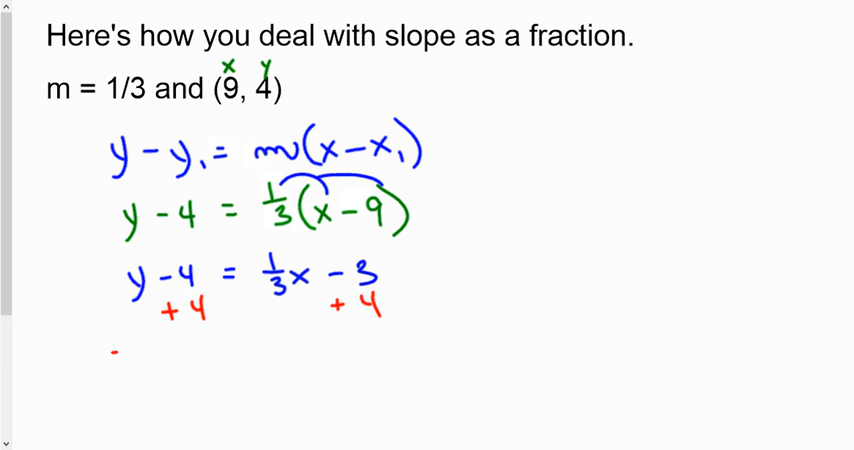 Here's how you deal with slope as a fraction.
x y
m = 1/3 and (9, 4)
y - y₁ = m(x - x₁)
y - 4 = 1/3(x - 9)
y - 4 = 1/3x - 3
+ 4 + 4